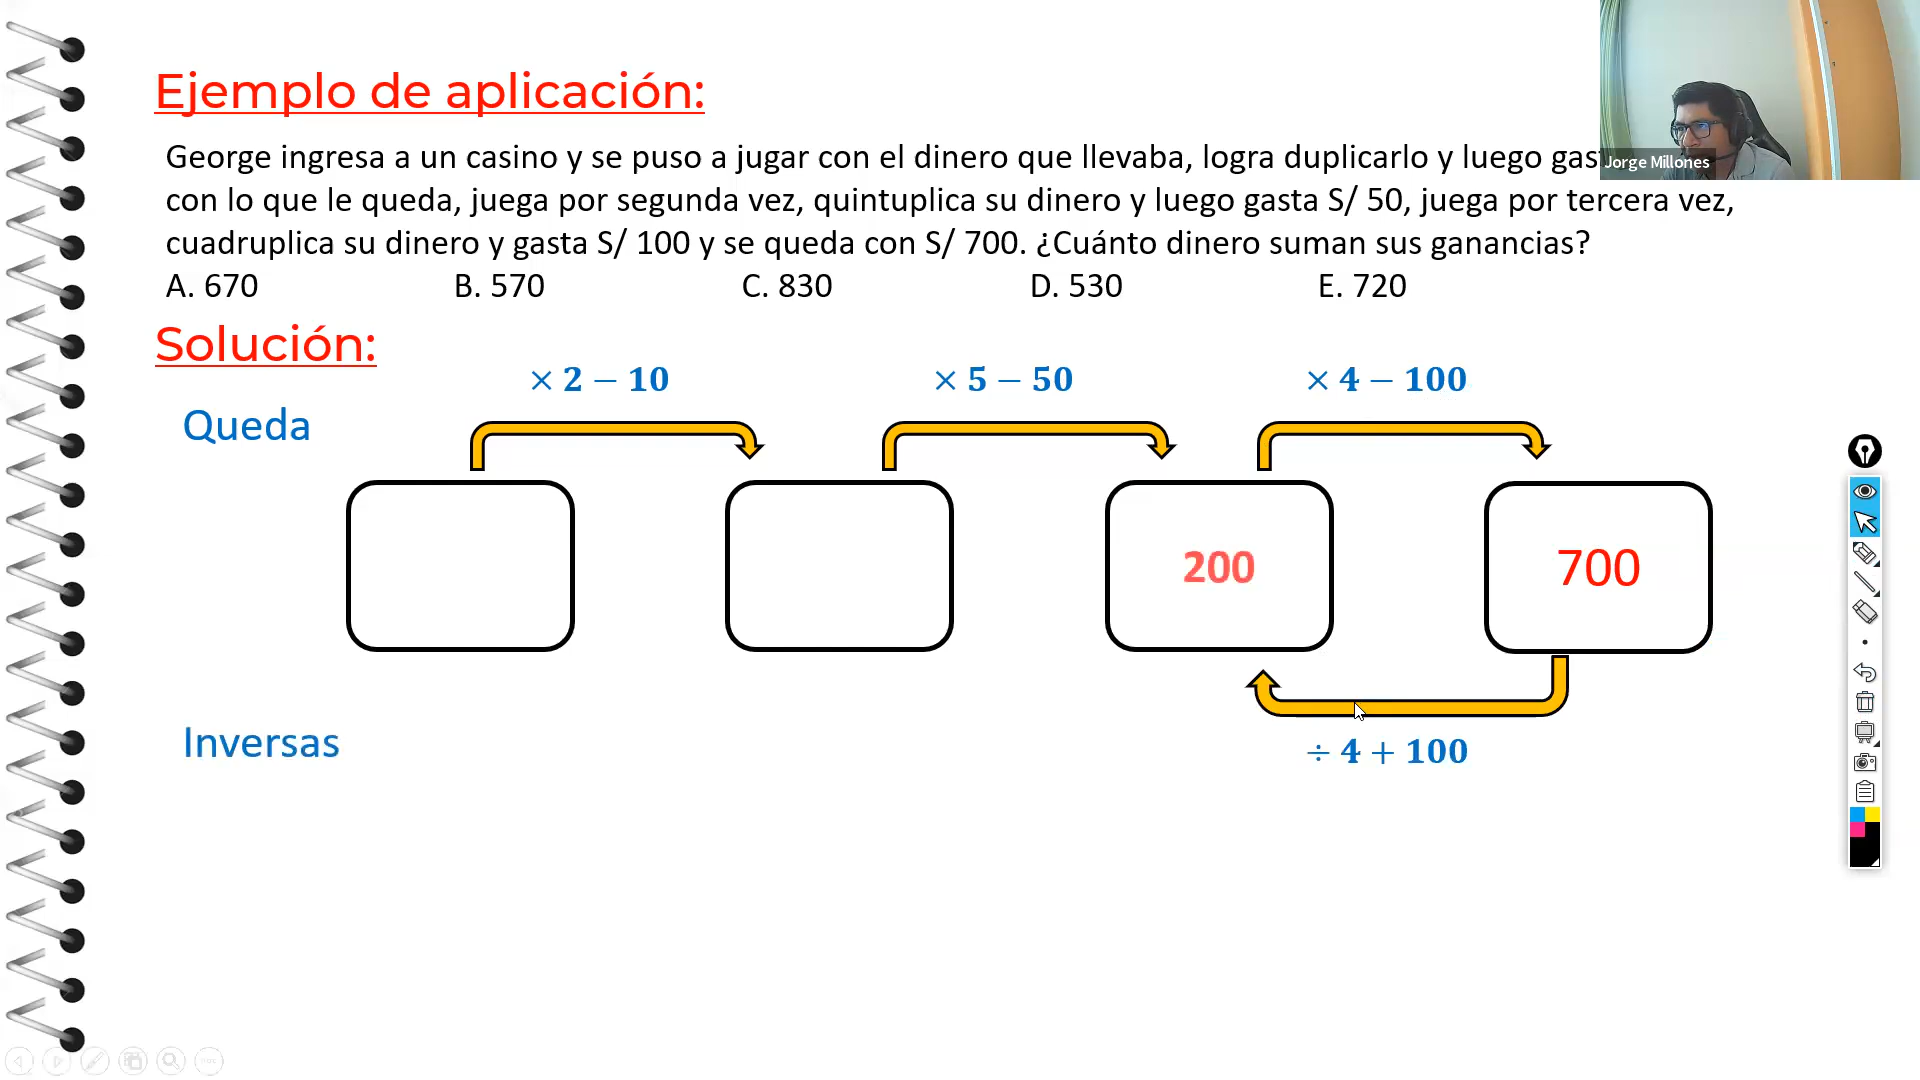 Ejemplo de aplicación:
George ingresa a un casino y se puso a jugar con el dinero que llevaba, logra duplicarlo y luego gas
Jorge Millones
con lo que le queda, juega por segunda vez, quintuplica su dinero y luego gasta S/ 50, juega por tercera vez,
cuadruplica su dinero y gasta S/ 100 y se queda con S/ 700. ¿Cuánto dinero suman sus ganancias?
A. 670 B. 570 C. 830 D. 530 E. 720
Solución:
× 2 − 10 × 5 − 50 × 4 − 100
Queda
200 700
Inversas
÷ 4 + 100